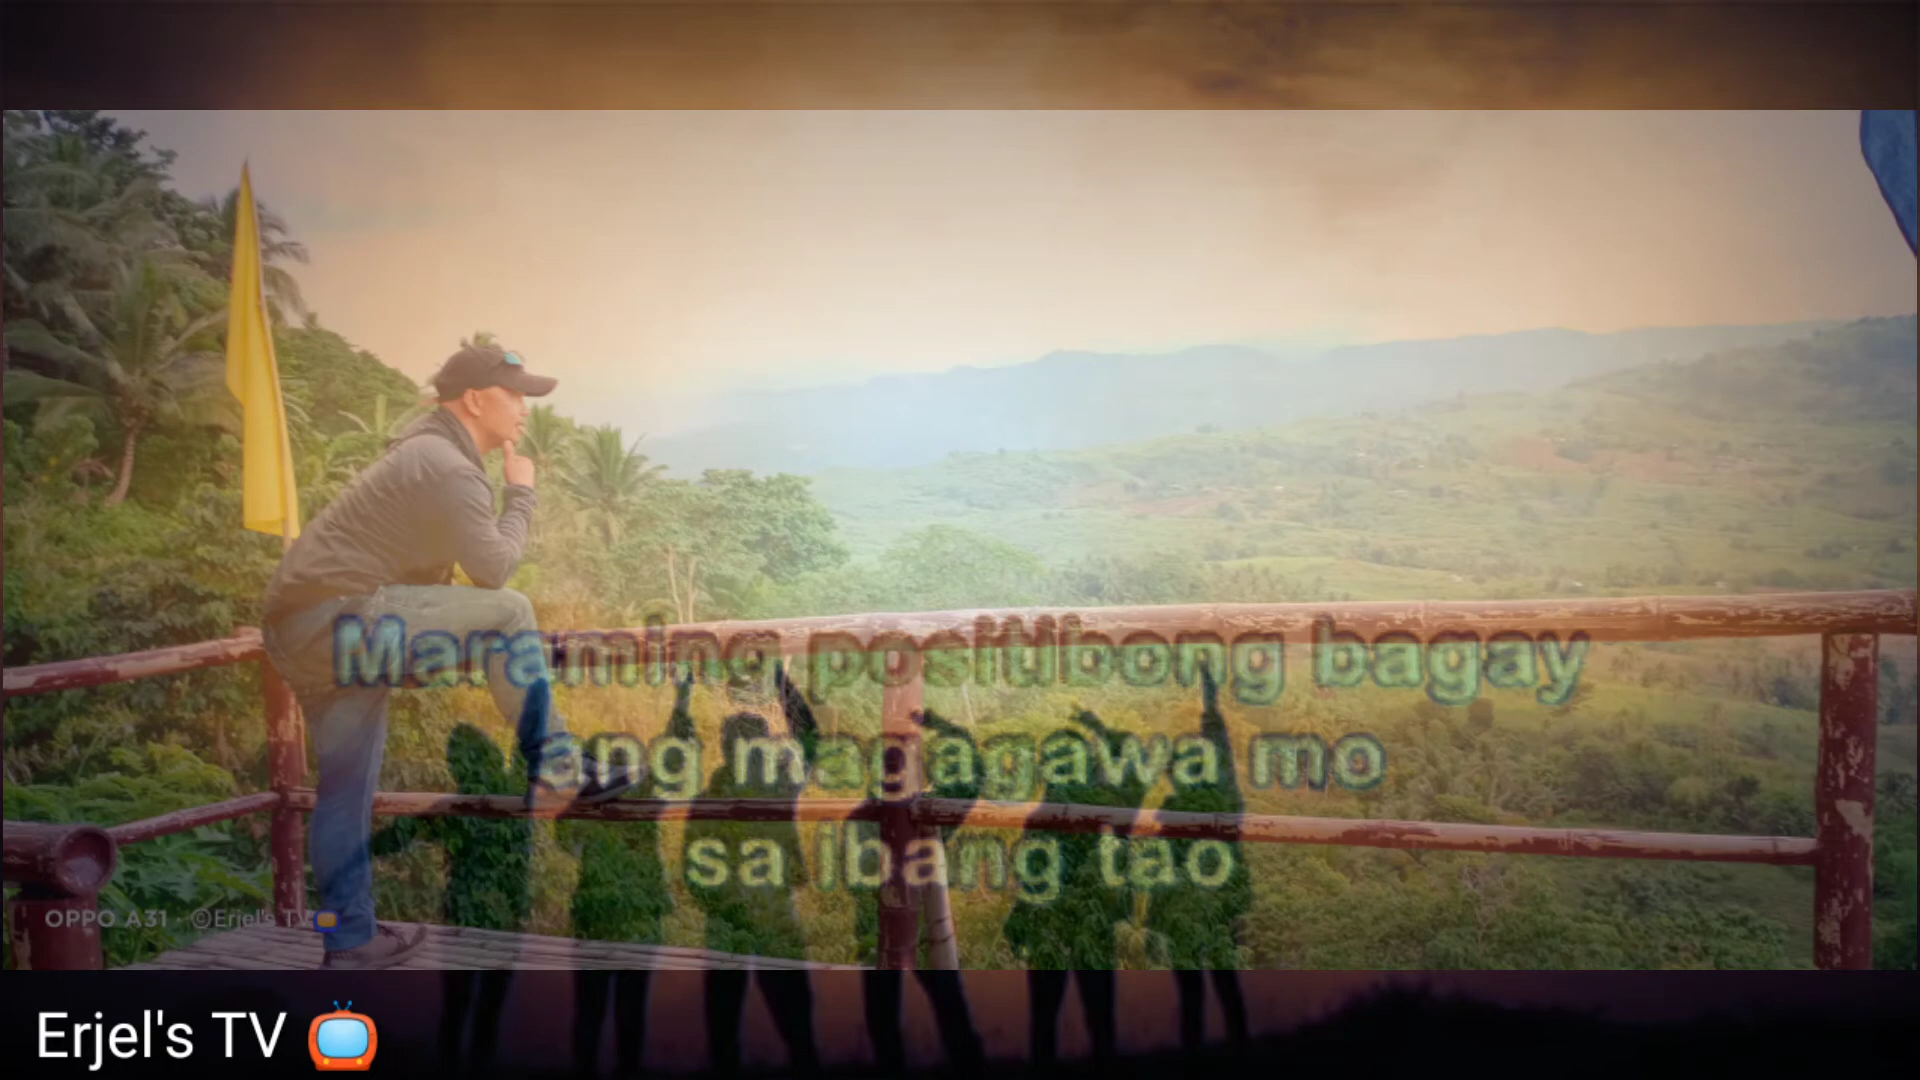 Maraming positibong bagay
ang magagawa mo
sa ibang tao
OPPO A31 · ©Erjel's TV📺
Erjel's TV 📺